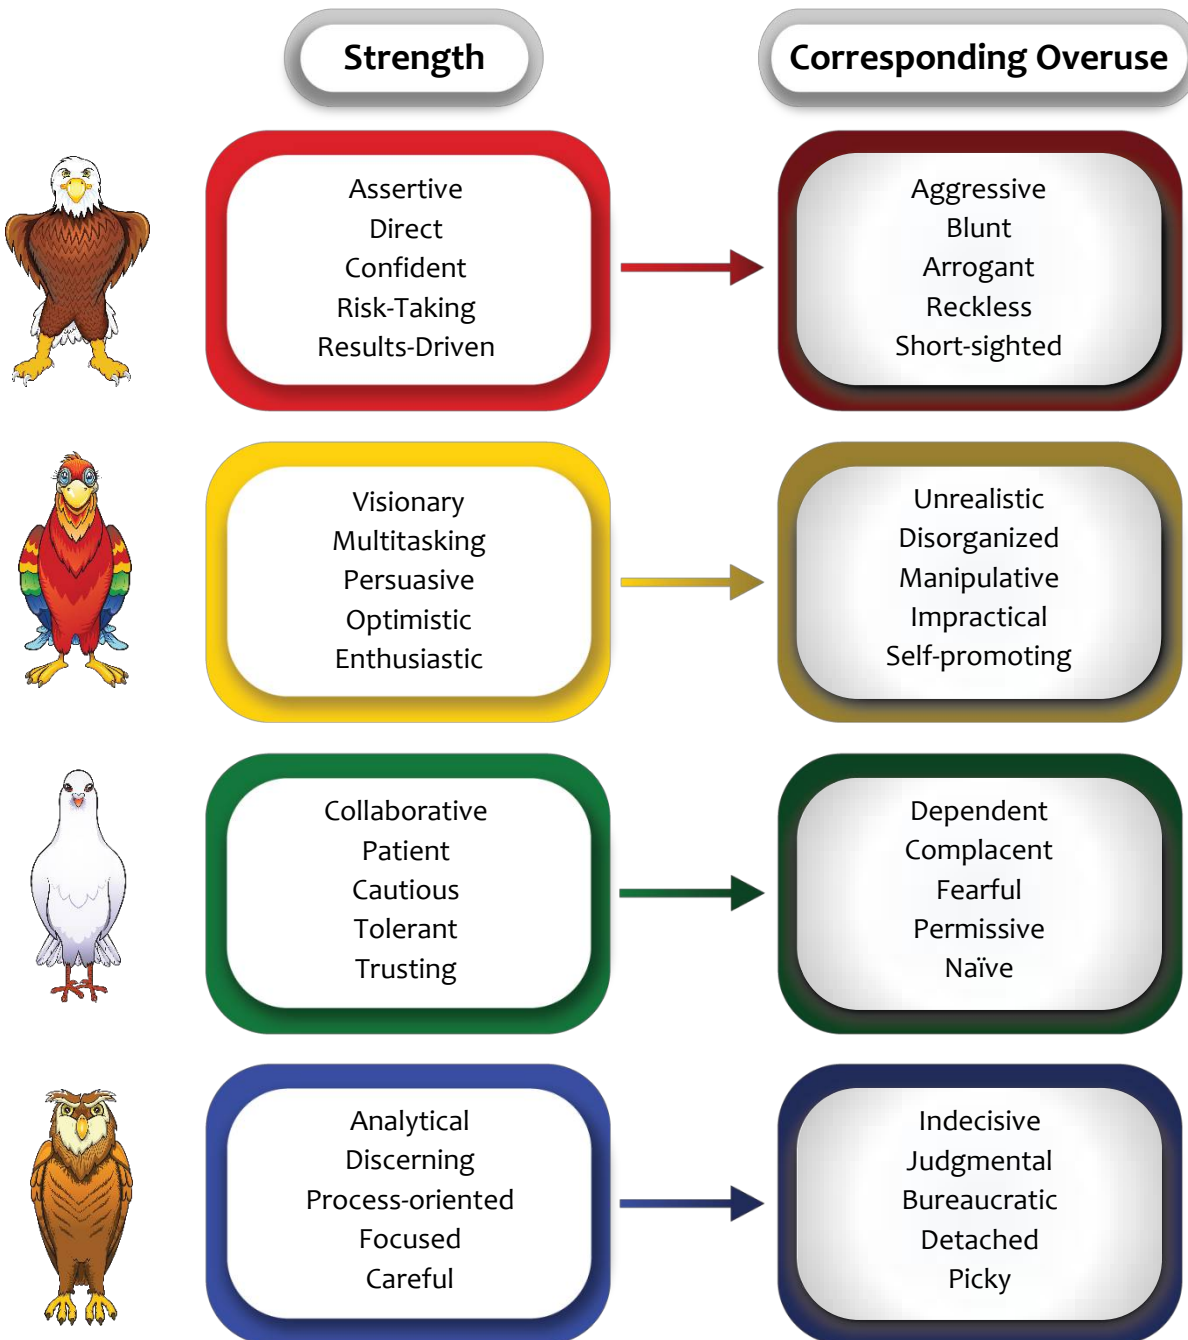 Strength
Corresponding Overuse
Assertive
Direct
Confident
Risk-Taking
Results-Driven
Aggressive
Blunt
Arrogant
Reckless
Short-sighted
Visionary
Multitasking
Persuasive
Optimistic
Enthusiastic
Unrealistic
Disorganized
Manipulative
Impractical
Self-promoting
Collaborative
Patient
Cautious
Tolerant
Trusting
Dependent
Complacent
Fearful
Permissive
Naïve
Analytical
Discerning
Process-oriented
Focused
Careful
Indecisive
Judgmental
Bureaucratic
Detached
Picky